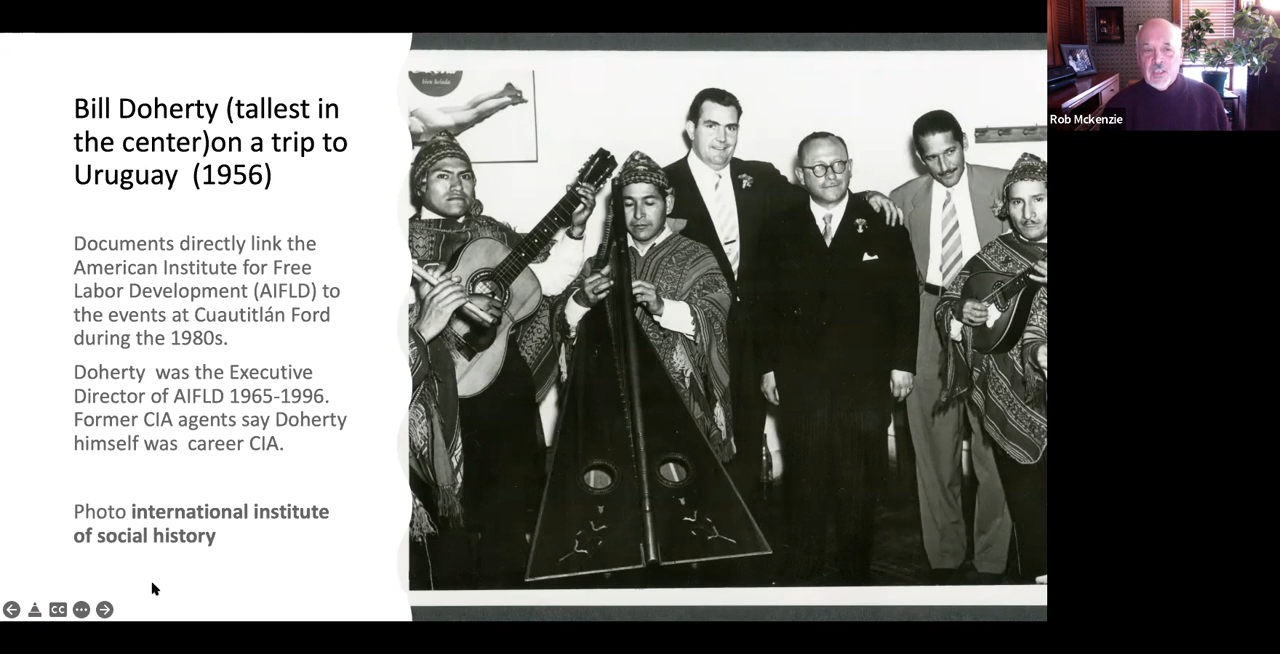 Bill Doherty (tallest in
the center)on a trip to
Uruguay (1956)
Documents directly link the
American Institute for Free
Labor Development (AIFLD) to
the events at Cuautitlán Ford
during the 1980s.
Doherty was the Executive
Director of AIFLD 1965-1996.
Former CIA agents say Doherty
himself was career CIA.
Photo international institute
of social history
CC
Rob Mckenzie